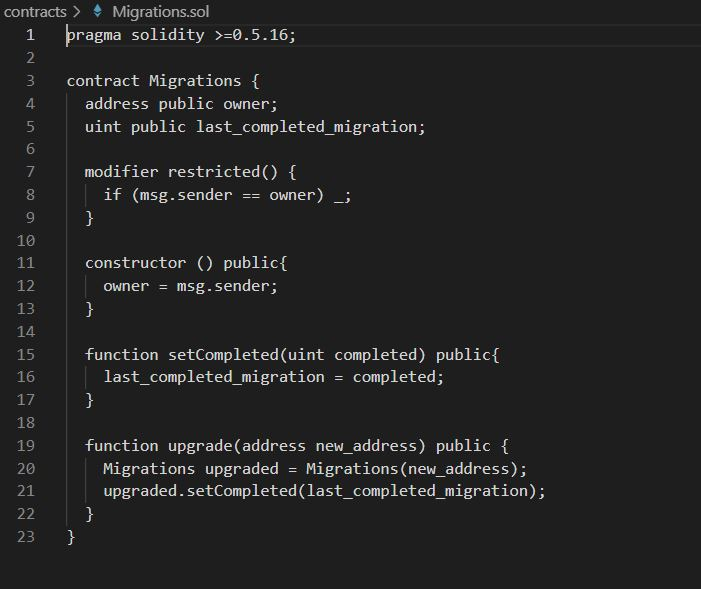 contracts > Migrations.sol
1 pragma solidity >=0.5.16;
2
3 contract Migrations {
4   address public owner;
5   uint public last_completed_migration;
6
7   modifier restricted() {
8     if (msg.sender == owner) _;
9   }
10
11   constructor () public{
12     owner = msg.sender;
13   }
14
15   function setCompleted(uint completed) public{
16     last_completed_migration = completed;
17   }
18
19   function upgrade(address new_address) public {
20     Migrations upgraded = Migrations(new_address);
21     upgraded.setCompleted(last_completed_migration);
22   }
23 }